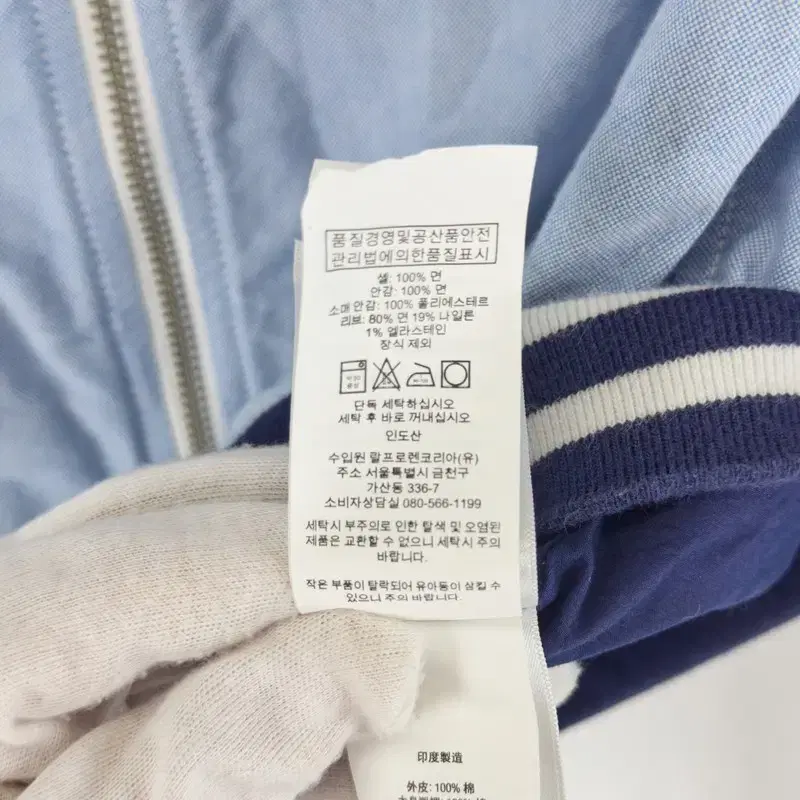 품질경영및공산품안전
관리법에의한품질표시
셸: 100% 면
안감: 100% 면
소매 안감: 100% 폴리에스테르
리브: 80% 면 19% 나일론
1% 엘라스테인
장식 제외
단독 세탁하십시오
세탁 후 바로 꺼내십시오
인도산
수입원 랄프로렌코리아(유)
주소 서울특별시 금천구
가산동 336-7
소비자상담실 080-566-1199
세탁시 부주의로 인한 탈색 및 오염된
제품은 교환할 수 없으니 세탁시 주의
바랍니다.
작은 부품이 탈락되어 유아등이 삼킬 수
있으니 주의 바랍니다.
印度製造
外皮: 100% 棉